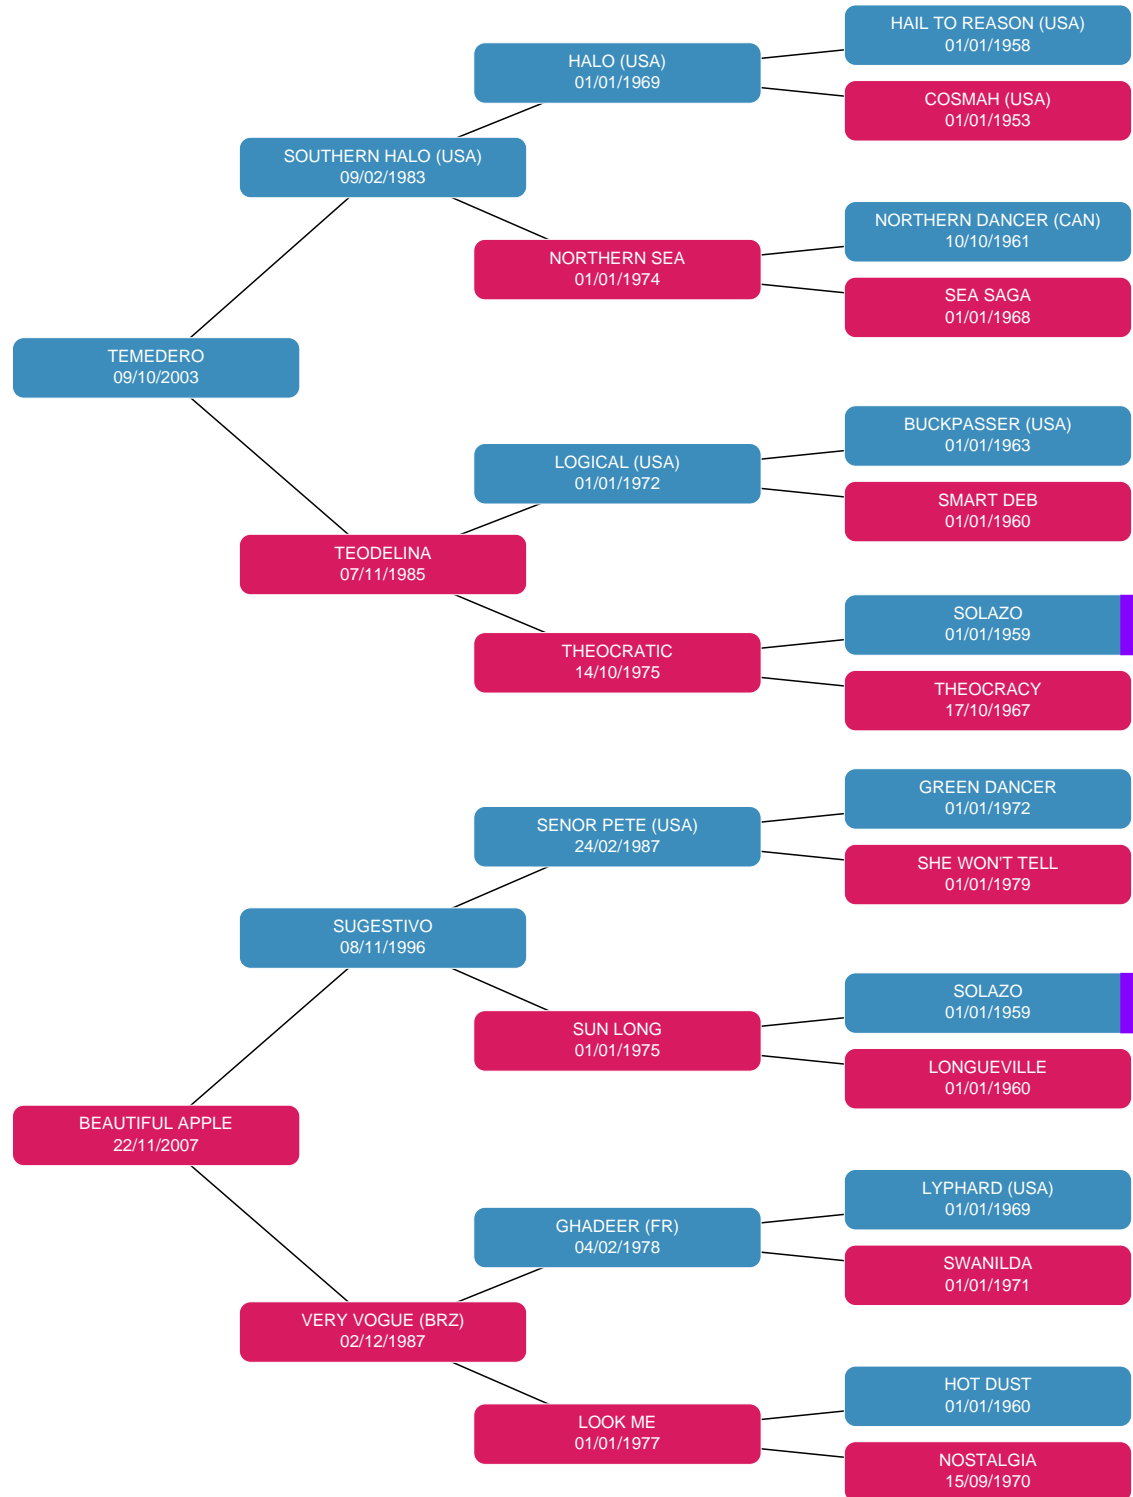 HAIL TO REASON (USA)
01/01/1958
HALO (USA)
01/01/1969
COSMAH (USA)
01/01/1953
SOUTHERN HALO (USA)
09/02/1983
NORTHERN DANCER (CAN)
10/10/1961
NORTHERN SEA
01/01/1974
SEA SAGA
01/01/1968
TEMEDERO
09/10/2003
BUCKPASSER (USA)
01/01/1963
LOGICAL (USA)
01/01/1972
SMART DEB
01/01/1960
TEODELINA
07/11/1985
SOLAZO
01/01/1959
THEOCRATIC
14/10/1975
THEOCRACY
17/10/1967
GREEN DANCER
01/01/1972
SENOR PETE (USA)
24/02/1987
SHE WON'T TELL
01/01/1979
SUGESTIVO
08/11/1996
SOLAZO
01/01/1959
SUN LONG
01/01/1975
LONGUEVILLE
01/01/1960
BEAUTIFUL APPLE
22/11/2007
LYPHARD (USA)
01/01/1969
GHADEER (FR)
04/02/1978
SWANILDA
01/01/1971
VERY VOGUE (BRZ)
02/12/1987
HOT DUST
01/01/1960
LOOK ME
01/01/1977
NOSTALGIA
15/09/1970